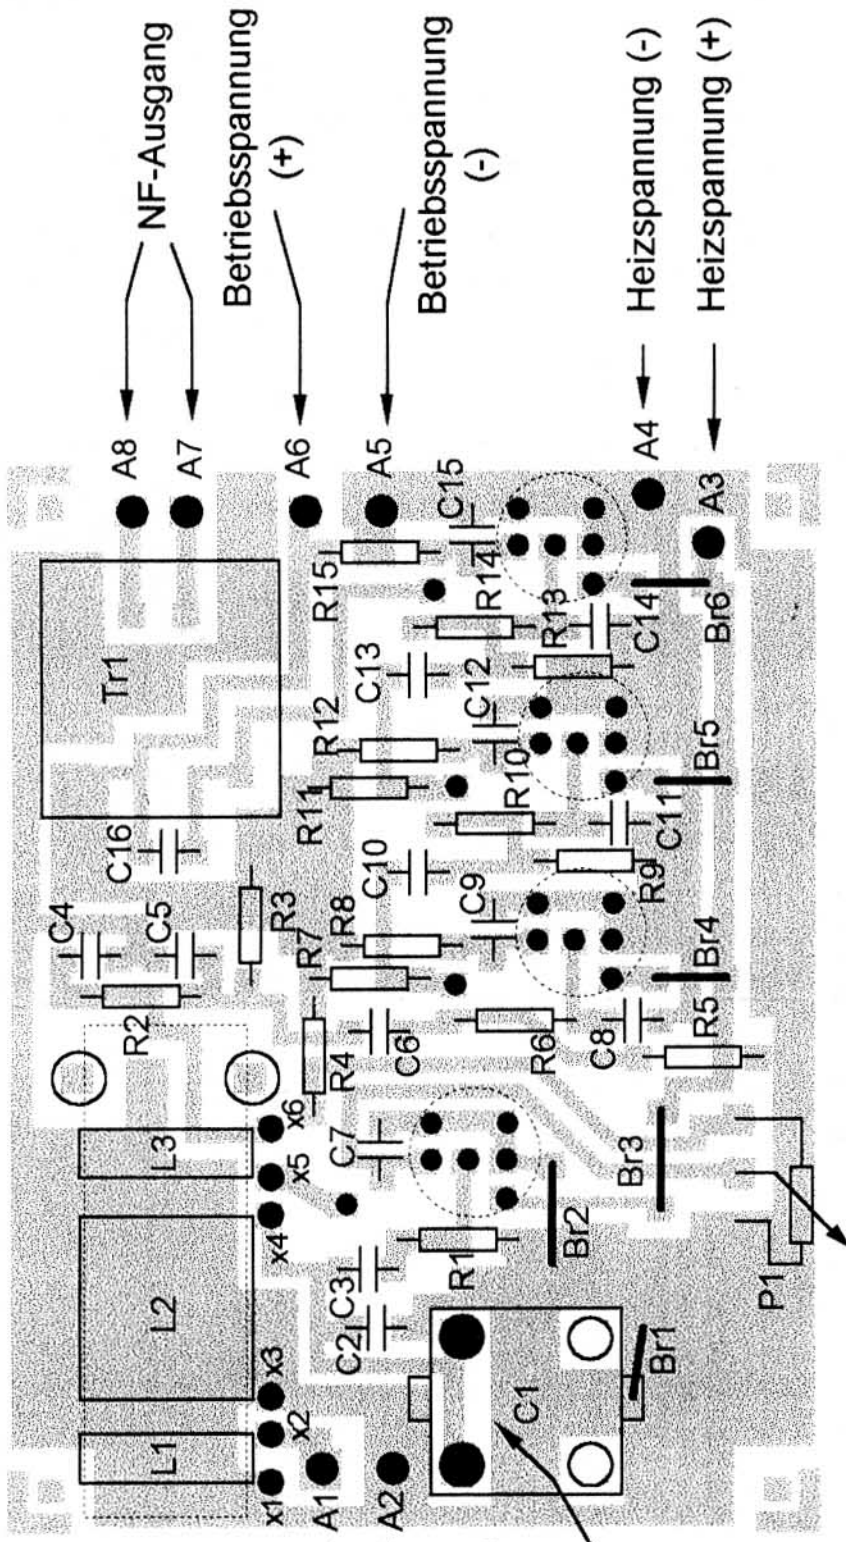 NF-Ausgang
Betriebsspannung
(+)
Betriebsspannung
(-)
Heizspannung (-)
Heizspannung (+)
A8
A7
A6
A5
A4
A3
Tr1
C15
R15
R14
R13
C14
Br6
C13
C12
R12
R11
R10
C11
Br5
C16
C10
C9
R9
Br4
C4
C5
R3
R8
R7
R2
R4
C6
R6
C8
R5
L3
x6
x5
x4
C7
Br3
L2
R1
Br2
P1
C3
C2
x3
x2
x1
L1
C1
Br1
A1
A2